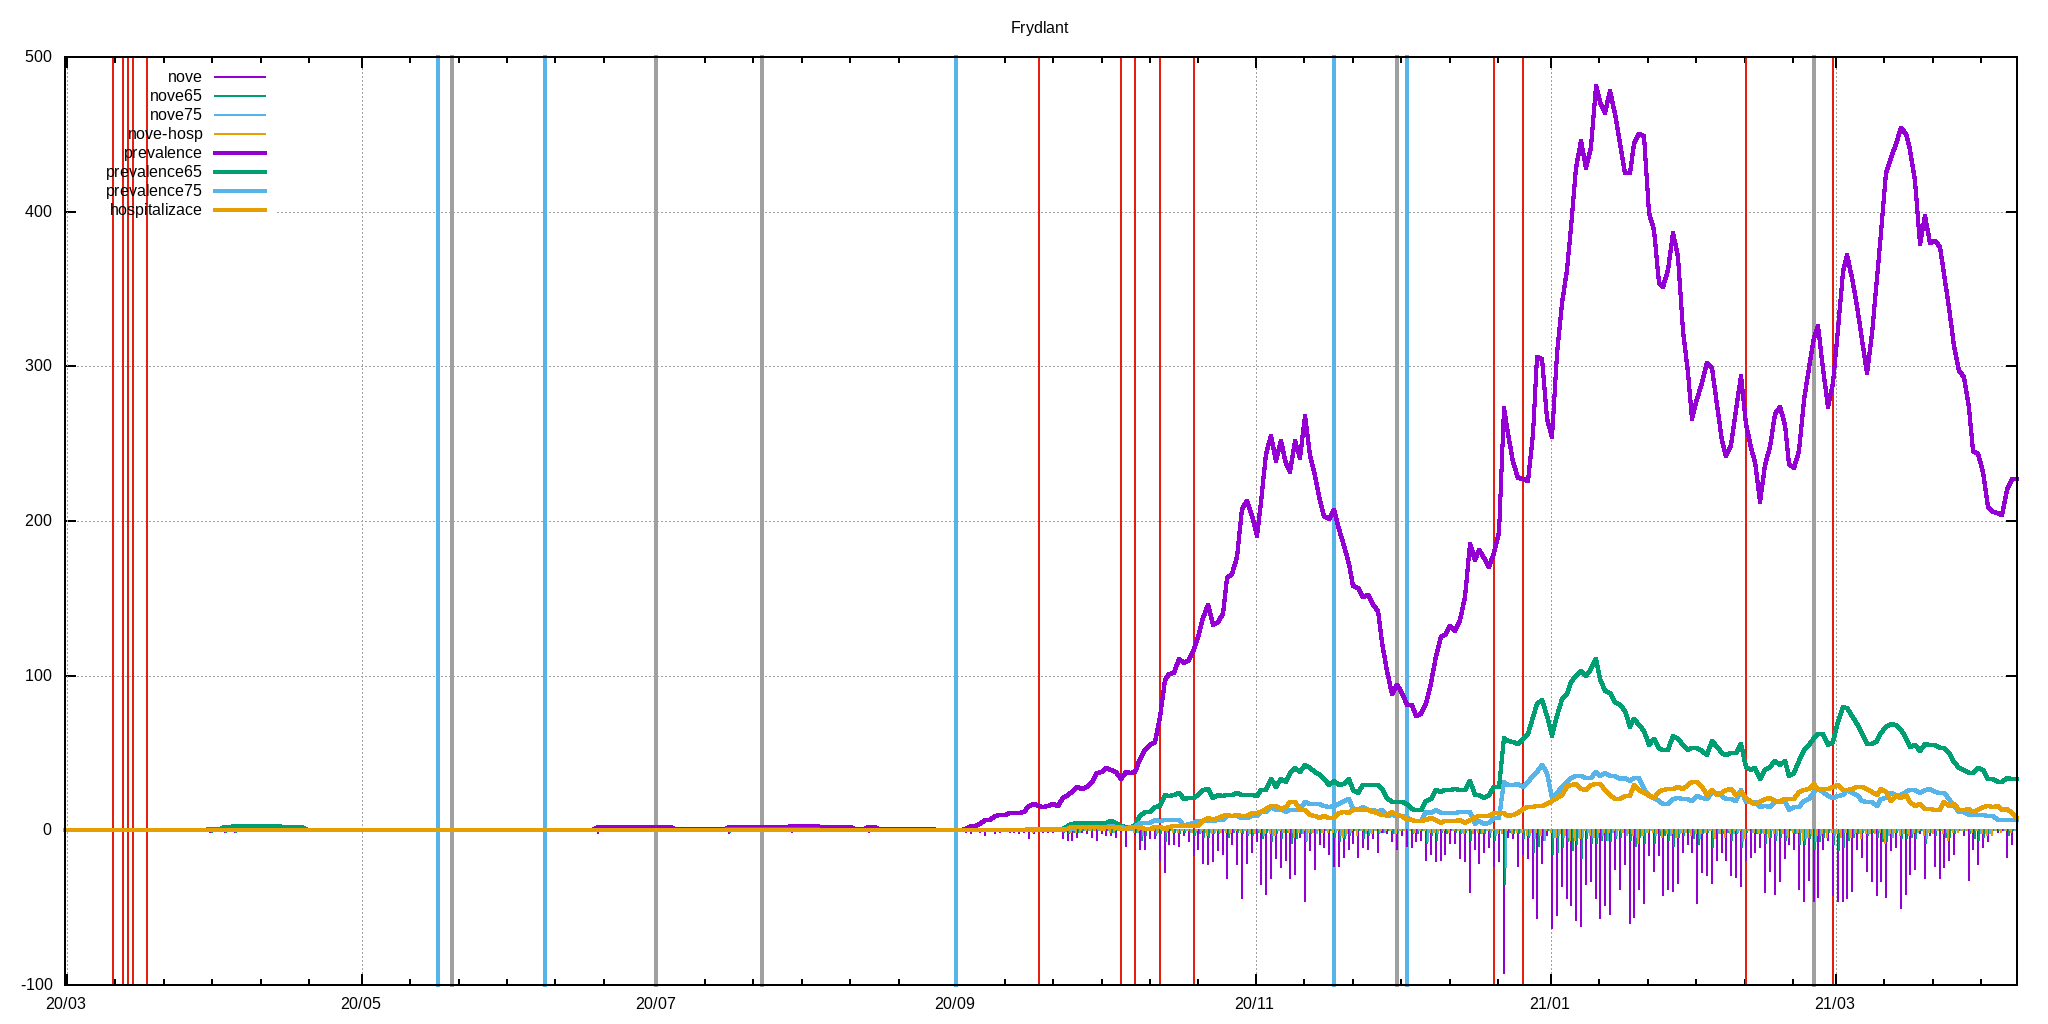 Frydlant
500
nove
nove65
nove75
nove-hosp
prevalence
prevalence65
prevalence75
hospitalizace
400
300
200
100
0
-100
20/03 20/05 20/07 20/09 20/11 21/01 21/03